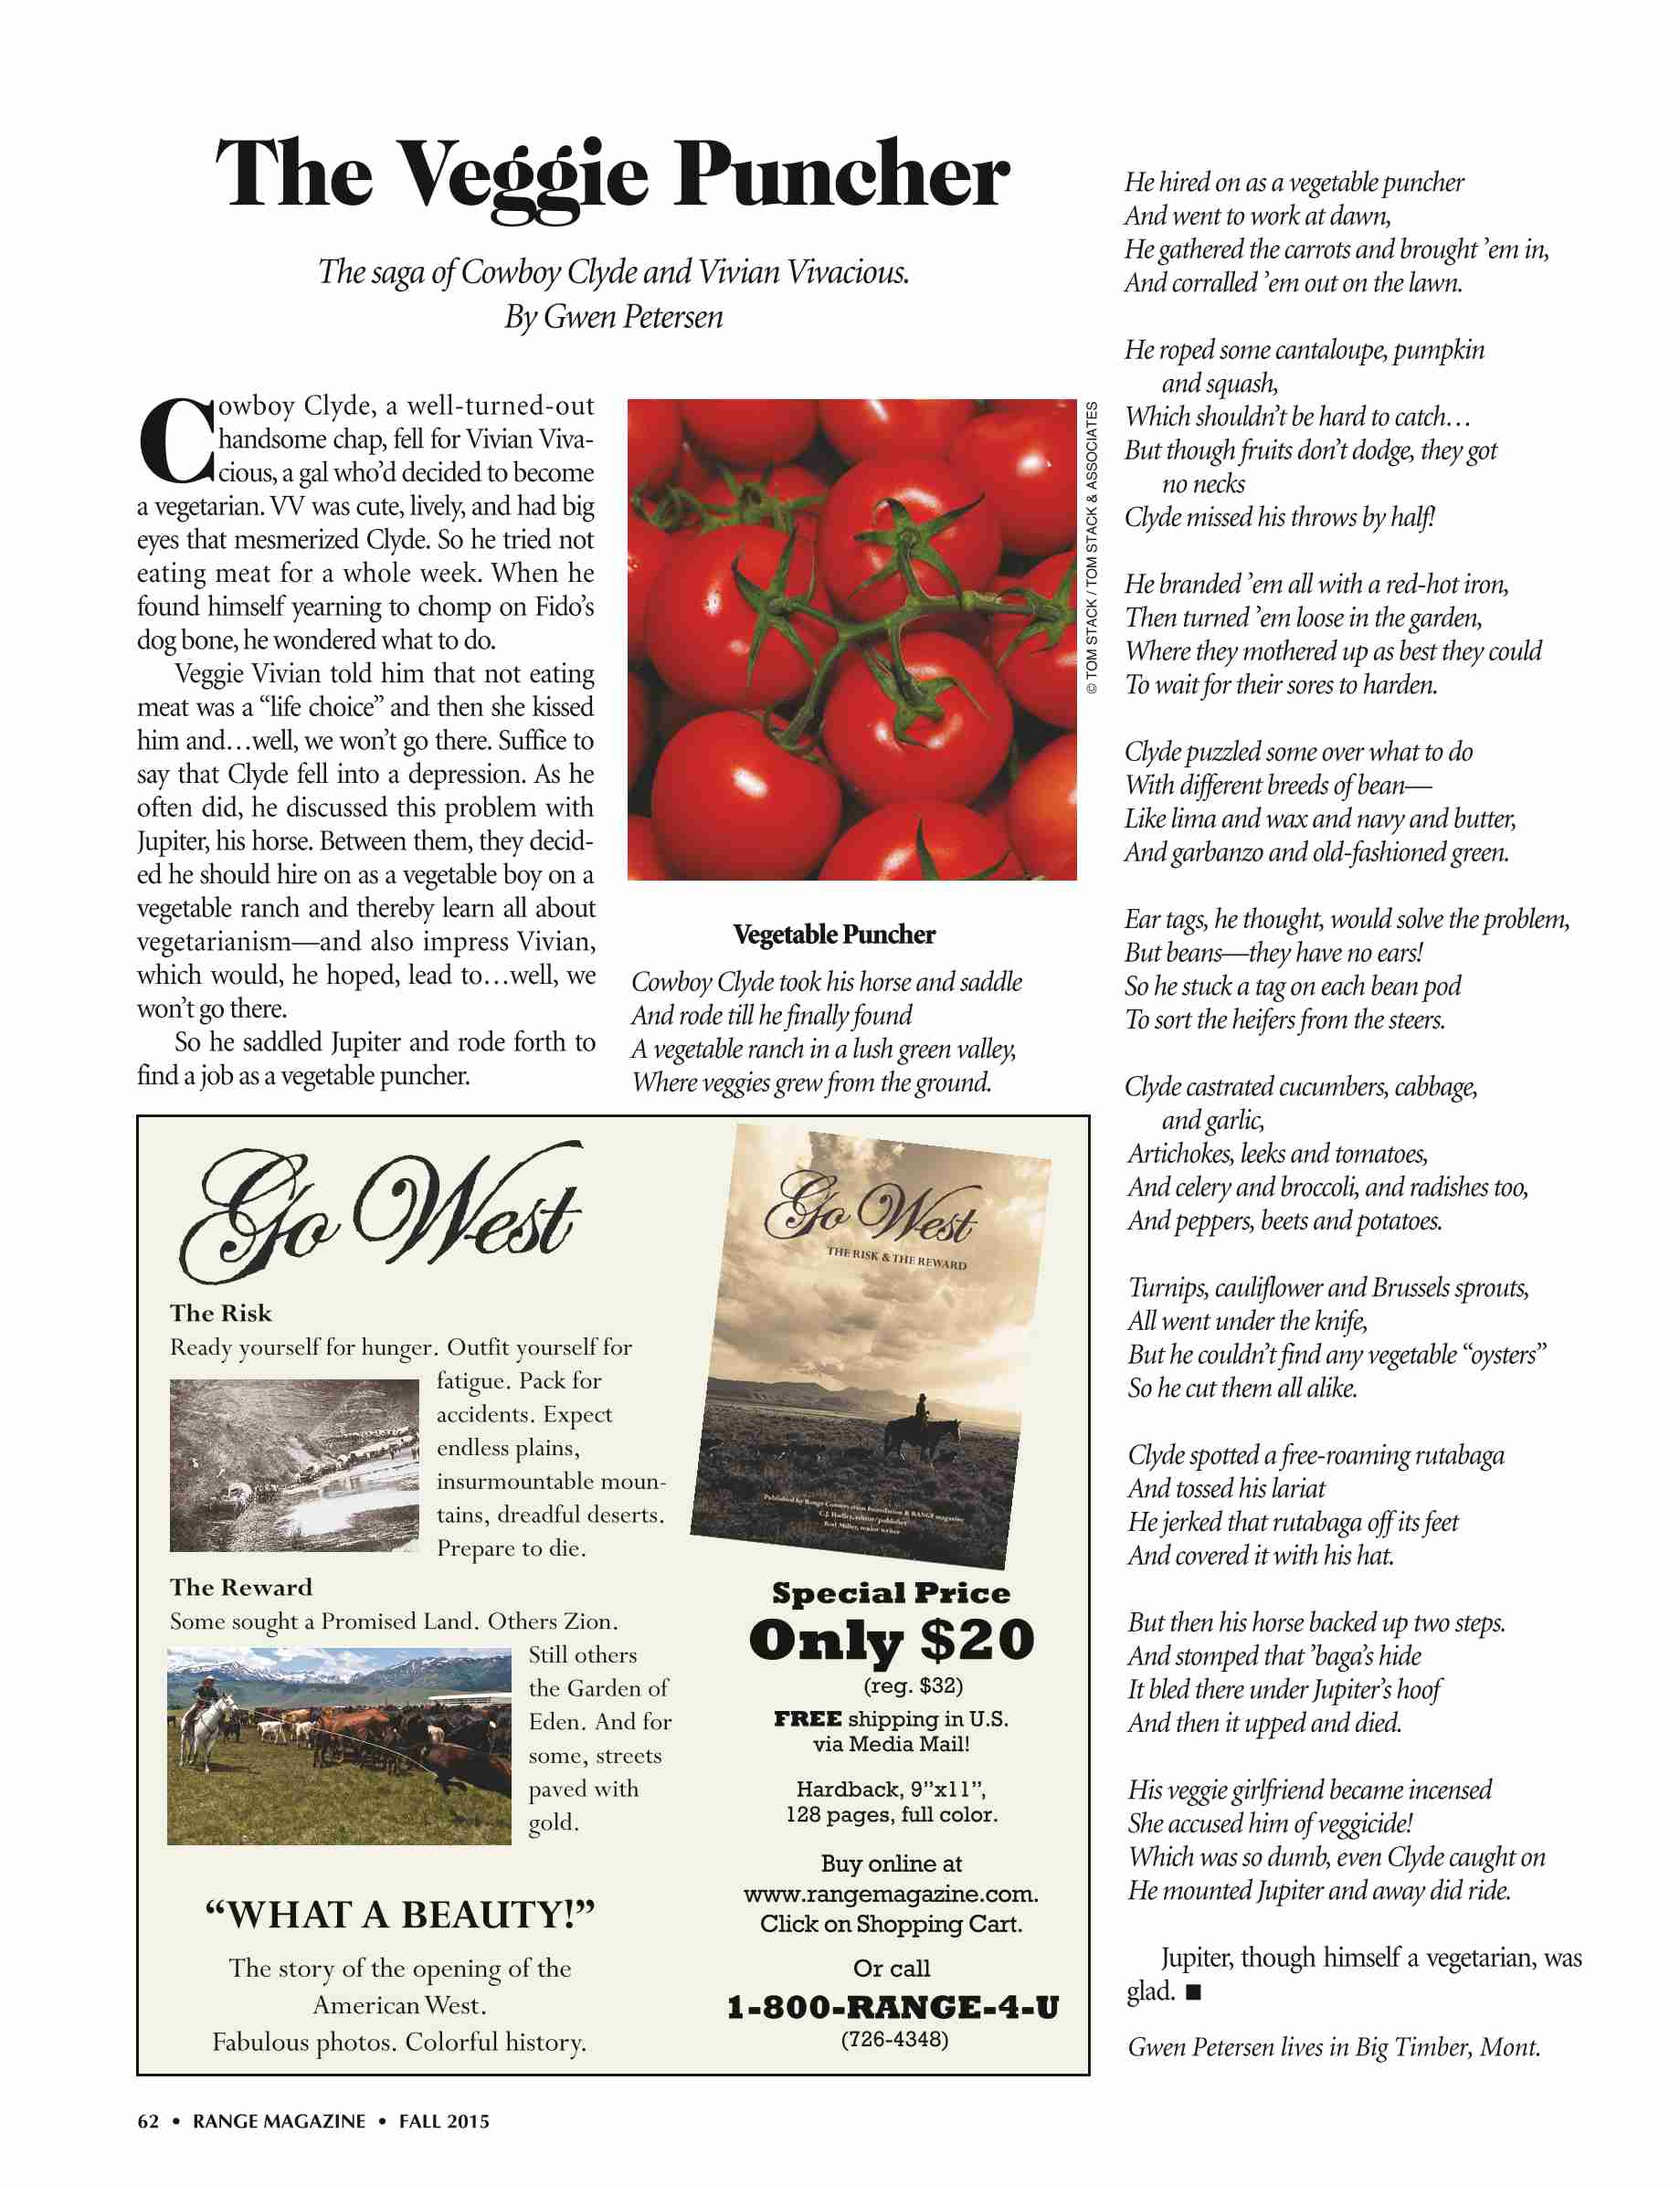 The Veggie Puncher
The saga of Cowboy Clyde and Vivian Vivacious.
By Gwen Petersen
Cowboy Clyde, a well-turned-out
handsome chap, fell for Vivian Viva-
cious, a gal who’d decided to become
a vegetarian. VV was cute, lively, and had big
eyes that mesmerized Clyde. So he tried not
eating meat for a whole week. When he
found himself yearning to chomp on Fido’s
dog bone, he wondered what to do.
Veggie Vivian told him that not eating
meat was a “life choice” and then she kissed
him and…well, we won’t go there. Suffice to
say that Clyde fell into a depression. As he
often did, he discussed this problem with
Jupiter, his horse. Between them, they decid-
ed he should hire on as a vegetable boy on a
vegetable ranch and thereby learn all about
vegetarianism—and also impress Vivian,
which would, he hoped, lead to…well, we
won’t go there.
So he saddled Jupiter and rode forth to
find a job as a vegetable puncher.
© TOM STACK / TOM STACK & ASSOCIATES
Vegetable Puncher
Cowboy Clyde took his horse and saddle
And rode till he finally found
A vegetable ranch in a lush green valley,
Where veggies grew from the ground.
He hired on as a vegetable puncher
And went to work at dawn,
He gathered the carrots and brought ’em in,
And corralled ’em out on the lawn.
He roped some cantaloupe, pumpkin
and squash,
Which shouldn’t be hard to catch…
But though fruits don’t dodge, they got
no necks
Clyde missed his throws by half!
He branded ’em all with a red-hot iron,
Then turned ’em loose in the garden,
Where they mothered up as best they could
To wait for their sores to harden.
Clyde puzzled some over what to do
With different breeds of bean—
Like lima and wax and navy and butter,
And garbanzo and old-fashioned green.
Ear tags, he thought, would solve the problem,
But beans—they have no ears!
So he stuck a tag on each bean pod
To sort the heifers from the steers.
Clyde castrated cucumbers, cabbage,
and garlic,
Artichokes, leeks and tomatoes,
And celery and broccoli, and radishes too,
And peppers, beets and potatoes.
Turnips, cauliflower and Brussels sprouts,
All went under the knife,
But he couldn’t find any vegetable “oysters”
So he cut them all alike.
Clyde spotted a free-roaming rutabaga
And tossed his lariat
He jerked that rutabaga off its feet
And covered it with his hat.
But then his horse backed up two steps.
And stomped that ’baga’s hide
It bled there under Jupiter’s hoof
And then it upped and died.
His veggie girlfriend became incensed
She accused him of veggicide!
Which was so dumb, even Clyde caught on
He mounted Jupiter and away did ride.
Jupiter, though himself a vegetarian, was
glad. ■
Gwen Petersen lives in Big Timber, Mont.
Go West
The Risk
Ready yourself for hunger. Outfit yourself for
fatigue. Pack for
accidents. Expect
endless plains,
insurmountable moun-
tains, dreadful deserts.
Prepare to die.
The Reward
Some sought a Promised Land. Others Zion.
Still others
the Garden of
Eden. And for
some, streets
paved with
gold.
“WHAT A BEAUTY!”
The story of the opening of the
American West.
Fabulous photos. Colorful history.
Go West
THE RISK & THE REWARD
Published by Range Conservation Foundation & RANGE magazine
C.J. Hadley, editor/publisher
Rod Miller, senior writer
Special Price
Only $20
(reg. $32)
FREE shipping in U.S.
via Media Mail!
Hardback, 9”x11”,
128 pages, full color.
Buy online at
www.rangemagazine.com.
Click on Shopping Cart.
Or call
1-800-RANGE-4-U
(726-4348)
62 • RANGE MAGAZINE • FALL 2015